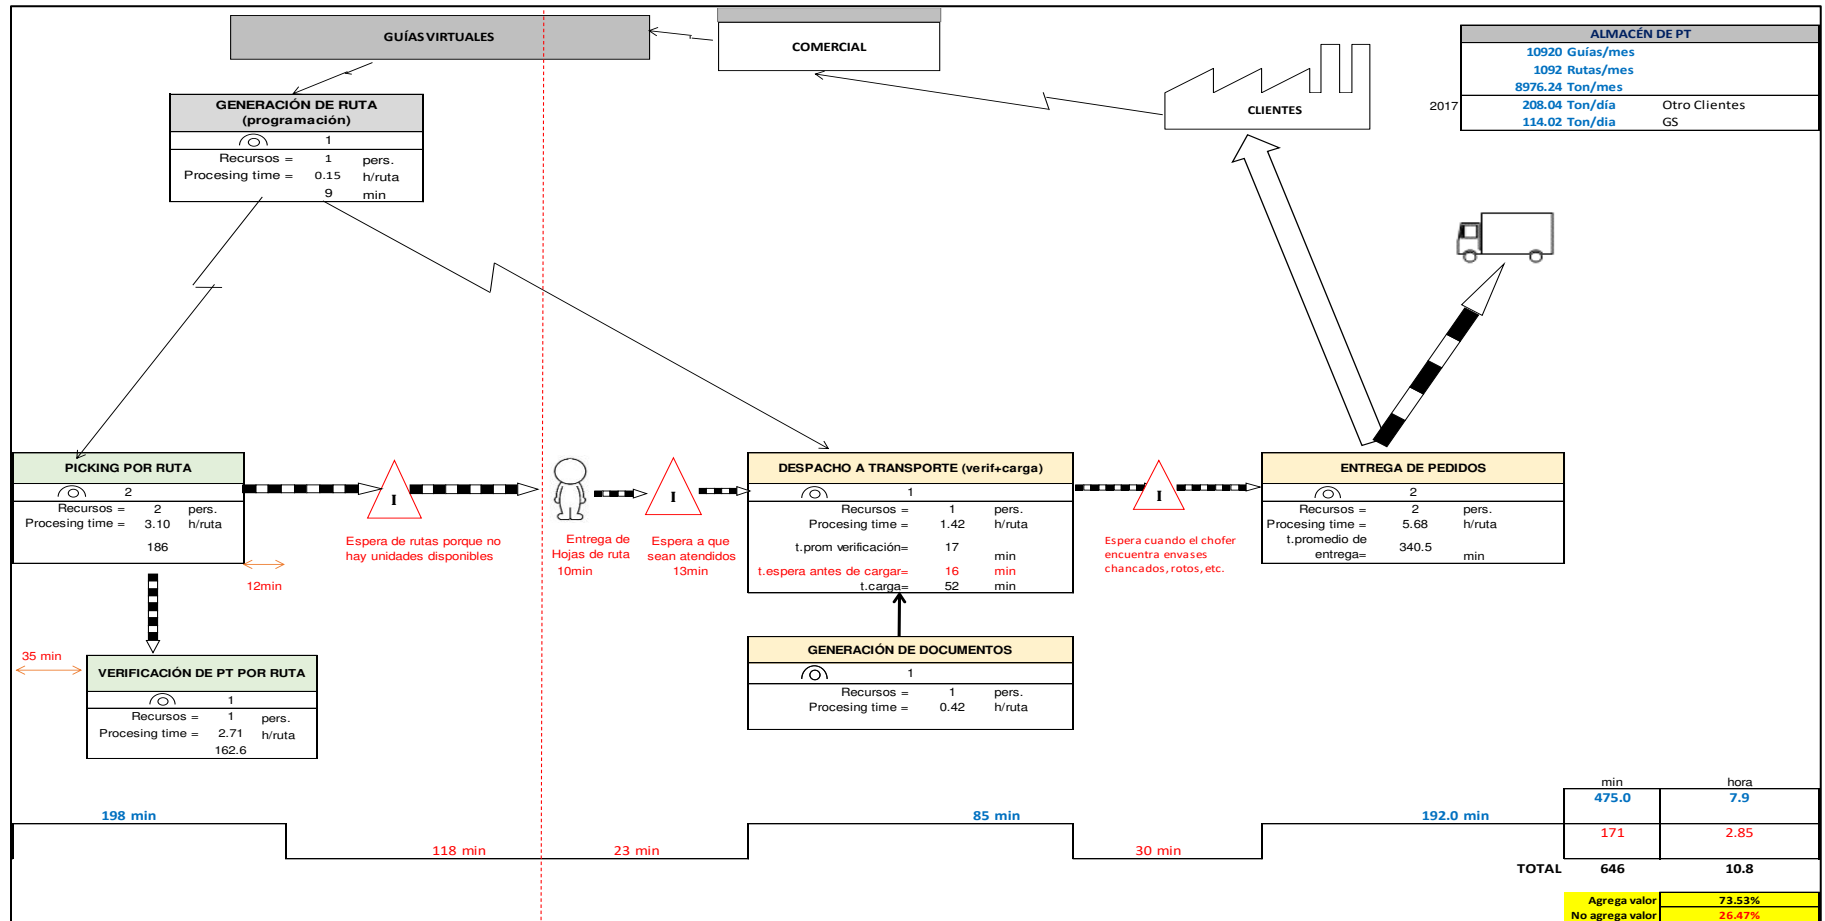 GUÍAS VIRTUALES
COMERCIAL
CLIENTES
ALMACÉN DE PT
10920 Guías/mes
1092 Rutas/mes
8976.24 Ton/mes
2017 208.04 Ton/día Otro Clientes
114.02 Ton/dia GS
GENERACIÓN DE RUTA
(programación)
1
Recursos = 1 pers.
Procesing time = 0.15 h/ruta
9 min
PICKING POR RUTA
2
Recursos = 2 pers.
Procesing time = 3.10 h/ruta
186
12min
I
Espera de rutas porque no
hay unidades disponibles
Entrega de
Hojas de ruta
10min
I
Espera a que
sean atendidos
13min
DESPACHO A TRANSPORTE (verif+carga)
1
Recursos = 1 pers.
Procesing time = 1.42 h/ruta
t.prom verificación= 17 min
t.espera antes de cargar= 16 min
t.carga= 52 min
I
Espera cuando el chofer
encuentra envases
chancados, rotos, etc.
ENTREGA DE PEDIDOS
2
Recursos = 2 pers.
Procesing time = 5.68 h/ruta
t.promedio de
entrega= 340.5 min
35 min
VERIFICACIÓN DE PT POR RUTA
1
Recursos = 1 pers.
Procesing time = 2.71 h/ruta
162.6
GENERACIÓN DE DOCUMENTOS
1
Recursos = 1 pers.
Procesing time = 0.42 h/ruta
min hora
198 min
85 min
192.0 min
475.0 7.9
118 min
23 min
30 min
171 2.85
TOTAL 646 10.8
Agrega valor 73.53%
No agrega valor 26.47%